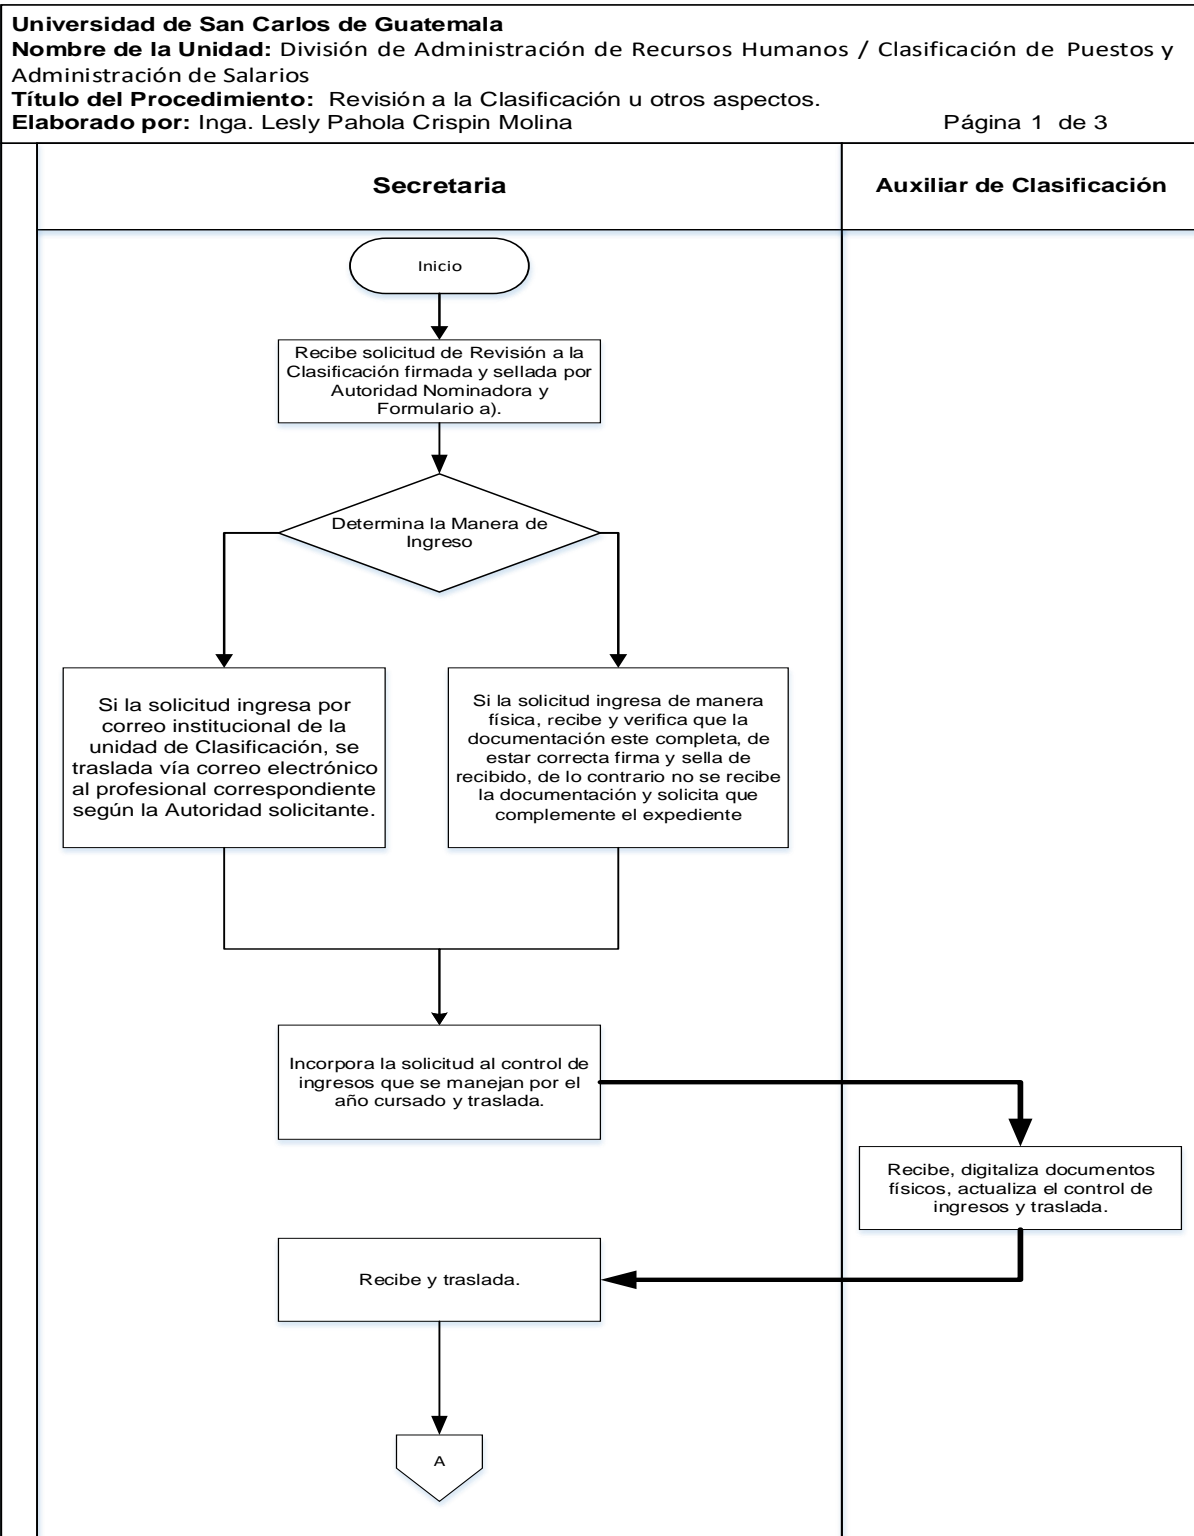 Universidad de San Carlos de Guatemala
Nombre de la Unidad: División de Administración de Recursos Humanos / Clasificación de Puestos y
Administración de Salarios
Título del Procedimiento: Revisión a la Clasificación u otros aspectos.
Elaborado por: Inga. Lesly Pahola Crispin Molina Página 1 de 3
Secretaria
Auxiliar de Clasificación
Inicio
Recibe solicitud de Revisión a la
Clasificación firmada y sellada por
Autoridad Nominadora y
Formulario a).
Determina la Manera de
Ingreso
Si la solicitud ingresa por
correo institucional de la
unidad de Clasificación, se
traslada vía correo electrónico
al profesional correspondiente
según la Autoridad solicitante.
Si la solicitud ingresa de manera
física, recibe y verifica que la
documentación este completa, de
estar correcta firma y sella de
recibido, de lo contrario no se recibe
la documentación y solicita que
complemente el expediente
Incorpora la solicitud al control de
ingresos que se manejan por el
año cursado y traslada.
Recibe, digitaliza documentos
físicos, actualiza el control de
ingresos y traslada.
Recibe y traslada.
A